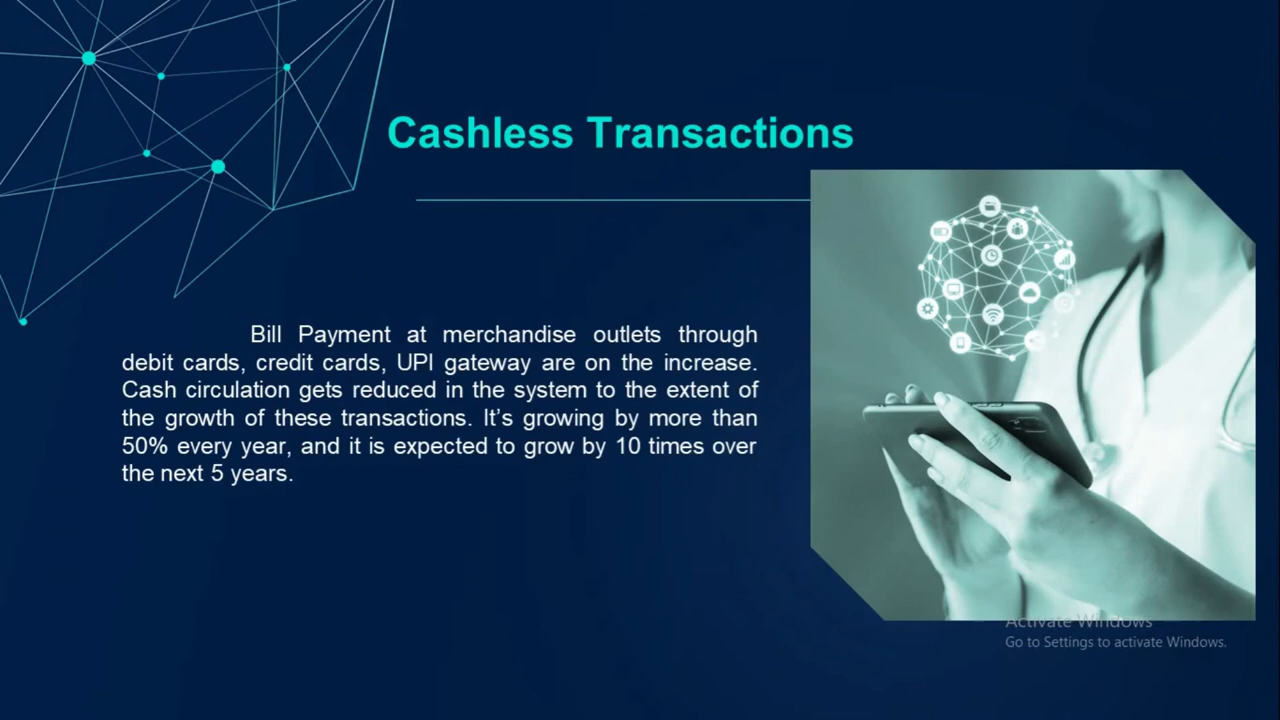 Cashless Transactions
Bill Payment at merchandise outlets through
debit cards, credit cards, UPI gateway are on the increase.
Cash circulation gets reduced in the system to the extent of
the growth of these transactions. It’s growing by more than
50% every year, and it is expected to grow by 10 times over
the next 5 years.
Activate Windows
Go to Settings to activate Windows.